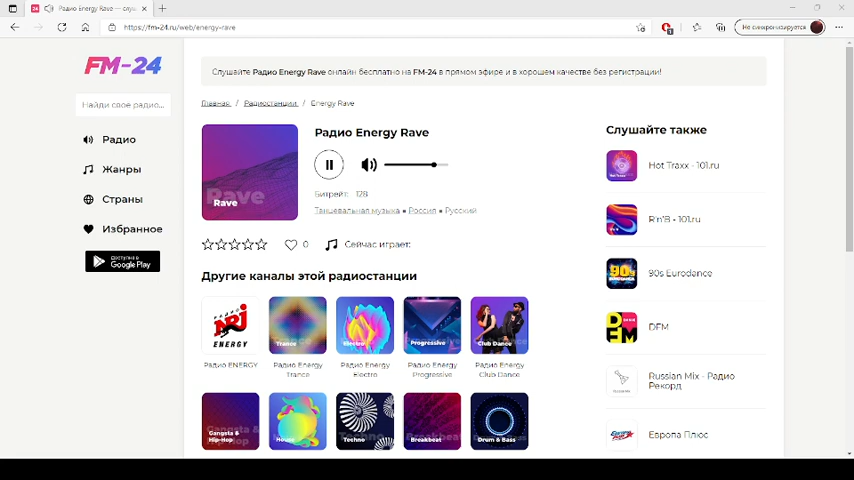 Радио Energy Rave — слу
https://fm-24.ru/web/energy-rave
Не синхронизируется
FM-24
Найди свое радио...
Радио
Жанры
Страны
Избранное
ДОСТУПНО В
Google Play
Слушайте Радио Energy Rave онлайн бесплатно на FM-24 в прямом эфире и в хорошем качестве без регистрации!
Главная / Радиостанции / Energy Rave
Rave
Rave
Радио Energy Rave
Битрейт: 128
Танцевальная музыка • Россия • Русский
0
Сейчас играет:
Другие каналы этой радиостанции
NRJ
ENERGY
Trance
Electro
Progressive
Club Dance
Радио ENERGY
Радио Energy Trance
Радио Energy Electro
Радио Energy Progressive
Радио Energy Club Dance
Gangsta & Hip-Hop
House
Techno
Breakbeat
Drum & Bass
Слушайте также
Hot Traxx - 101.ru
R'n'B • 101.ru
90s Eurodance
DFM
Russian Mix - Радио
Рекорд
Европа Плюс